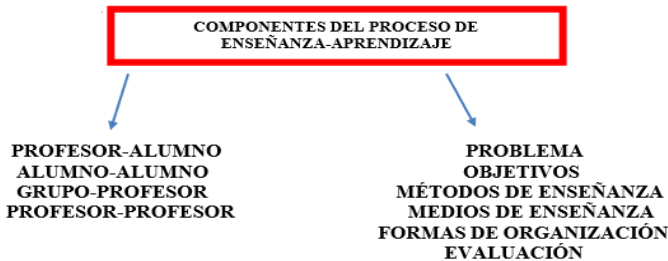 COMPONENTES DEL PROCESO DE
ENSEÑANZA-APRENDIZAJE
PROFESOR-ALUMNO
ALUMNO-ALUMNO
GRUPO-PROFESOR
PROFESOR-PROFESOR
PROBLEMA
OBJETIVOS
MÉTODOS DE ENSEÑANZA
MEDIOS DE ENSEÑANZA
FORMAS DE ORGANIZACIÓN
EVALUACIÓN